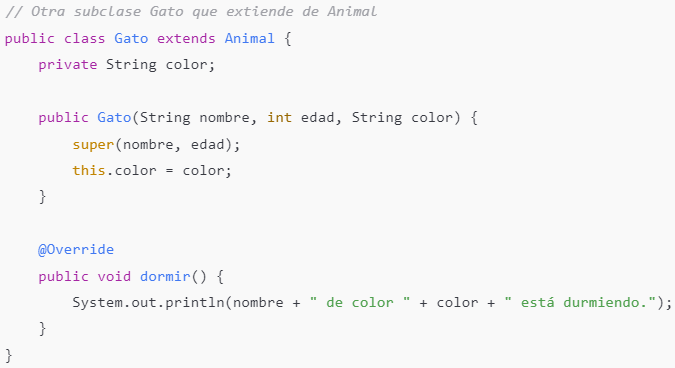 // Otra subclase Gato que extiende de Animal
public class Gato extends Animal {
    private String color;

    public Gato(String nombre, int edad, String color) {
        super(nombre, edad);
        this.color = color;
    }

    @Override
    public void dormir() {
        System.out.println(nombre + " de color " + color + " está durmiendo.");
    }
}